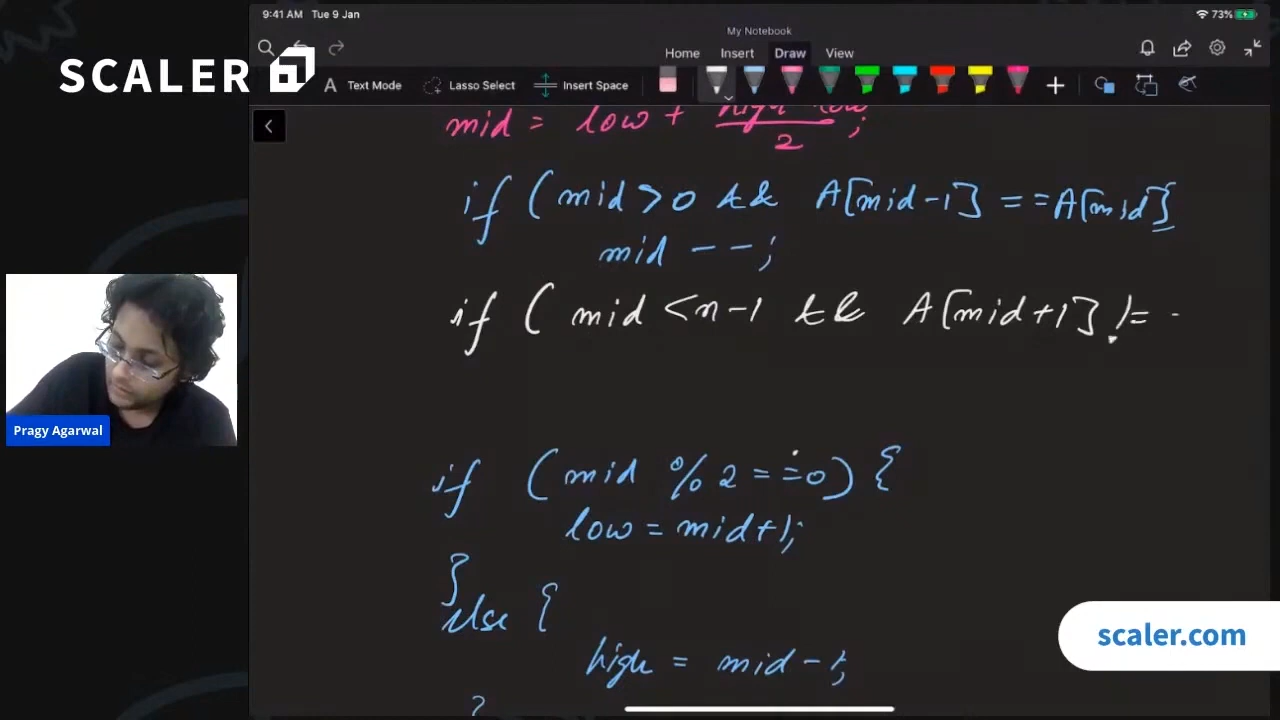 9:41 AM Tue 9 Jan
73%
My Notebook
SCALER
Home Insert Draw View
A Text Mode Lasso Select Insert Space
mid = low + high - low
2 ;
if ( mid > 0 && A[mid-1] == A[mid]
mid --;
if ( mid < n-1 && A[mid+1] !=
Pragy Agarwal
if ( mid % 2 == 0) {
low = mid+1;
}
else {
scaler.com
high = mid-1;
}